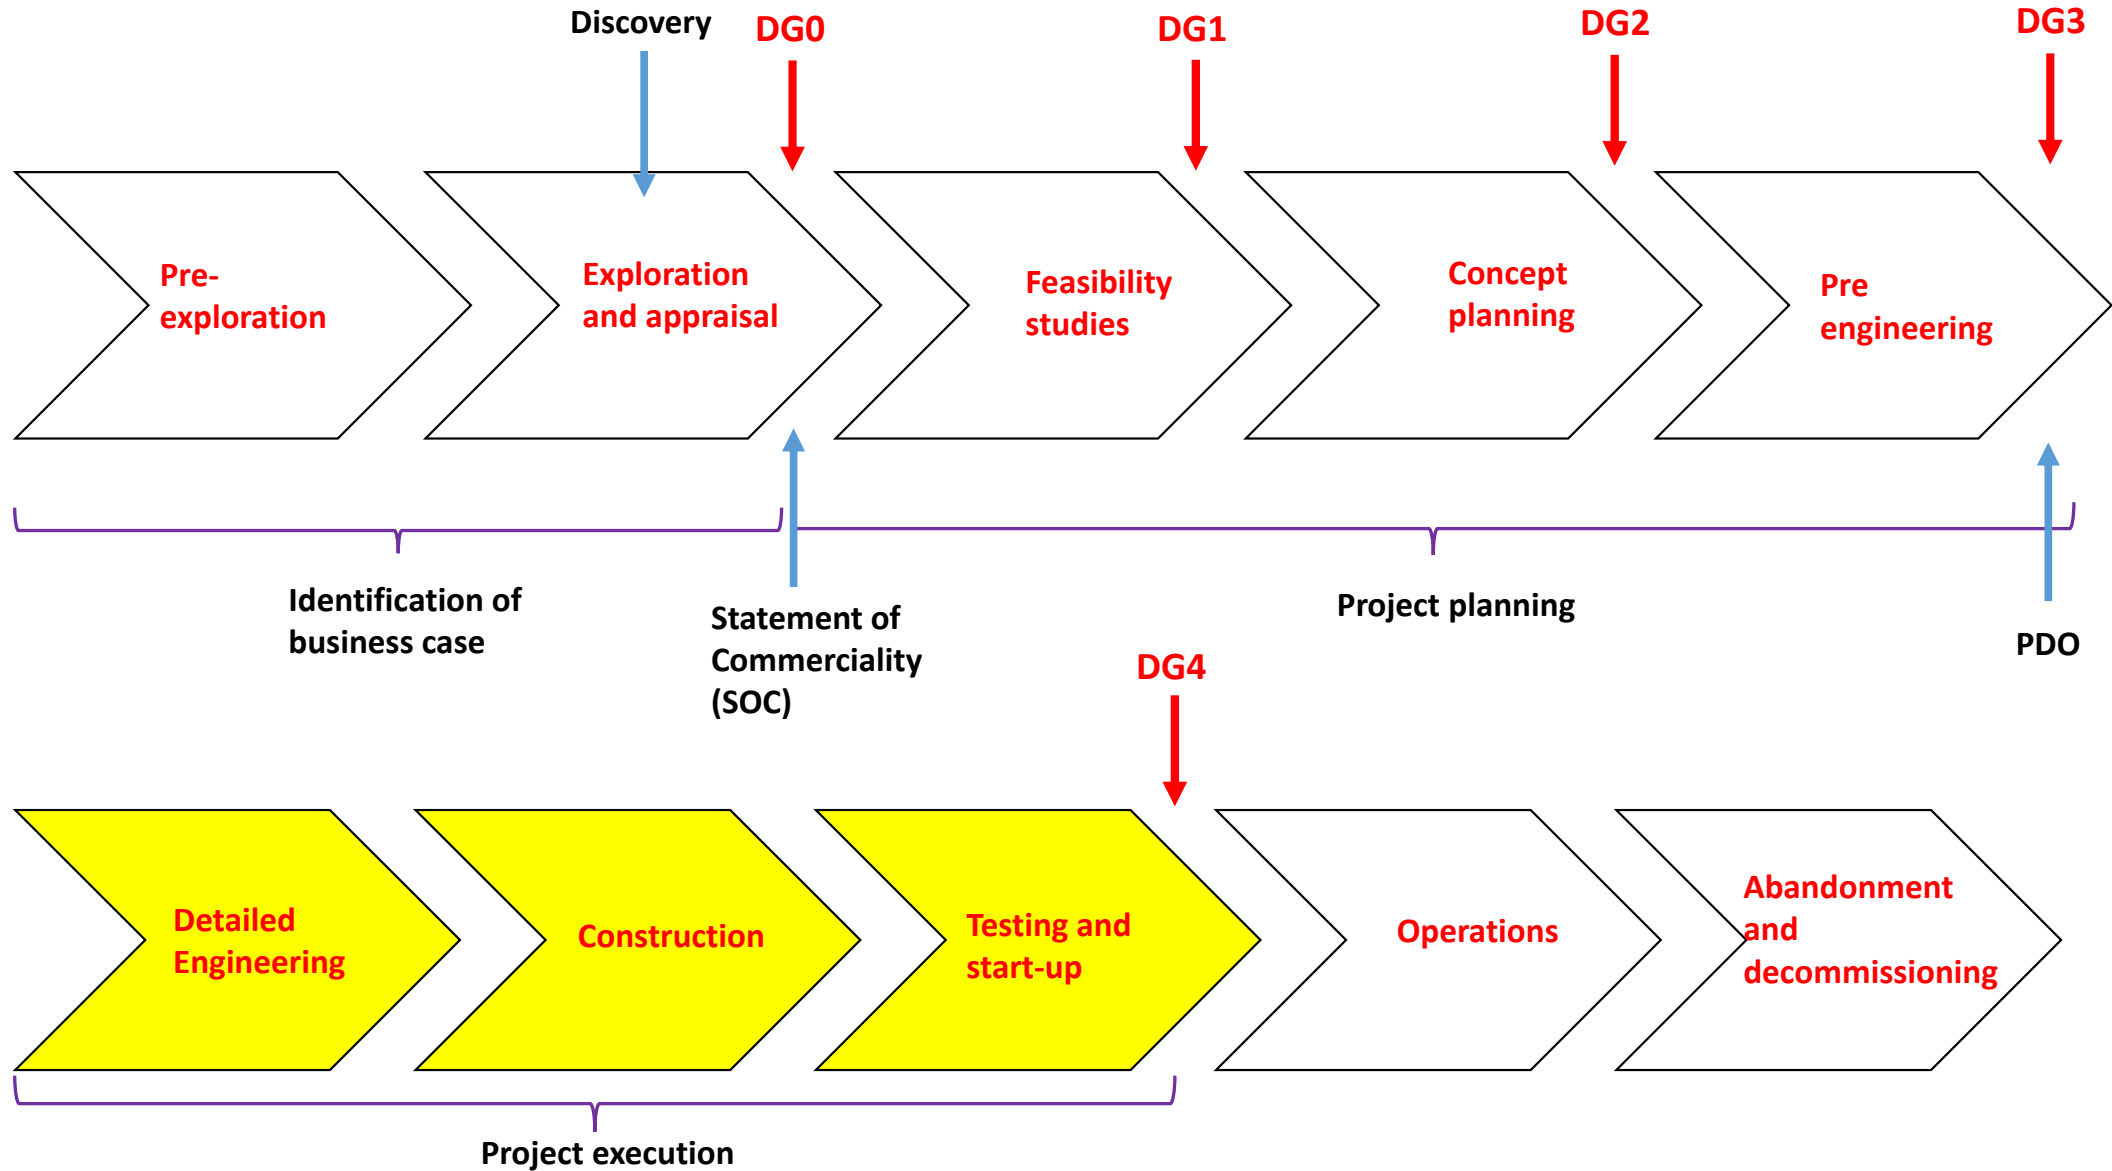 Discovery
DG0
DG1
DG2
DG3
Pre-
exploration
Exploration
and appraisal
Feasibility
studies
Concept
planning
Pre
engineering
Identification of
business case
Statement of
Commerciality
(SOC)
Project planning
PDO
DG4
Detailed
Engineering
Construction
Testing and
start-up
Operations
Abandonment
and
decommissioning
Project execution